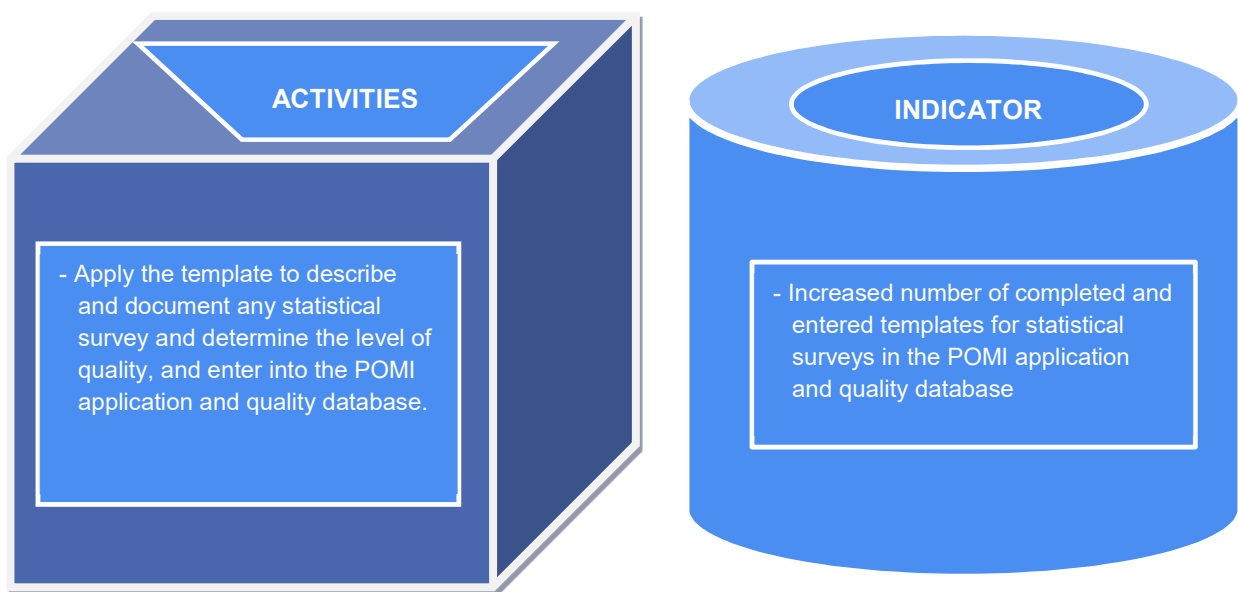 ACTIVITIES
- Apply the template to describe
and document any statistical
survey and determine the level of
quality, and enter into the POMI
application and quality database.
INDICATOR
- Increased number of completed and
entered templates for statistical
surveys in the POMI application
and quality database